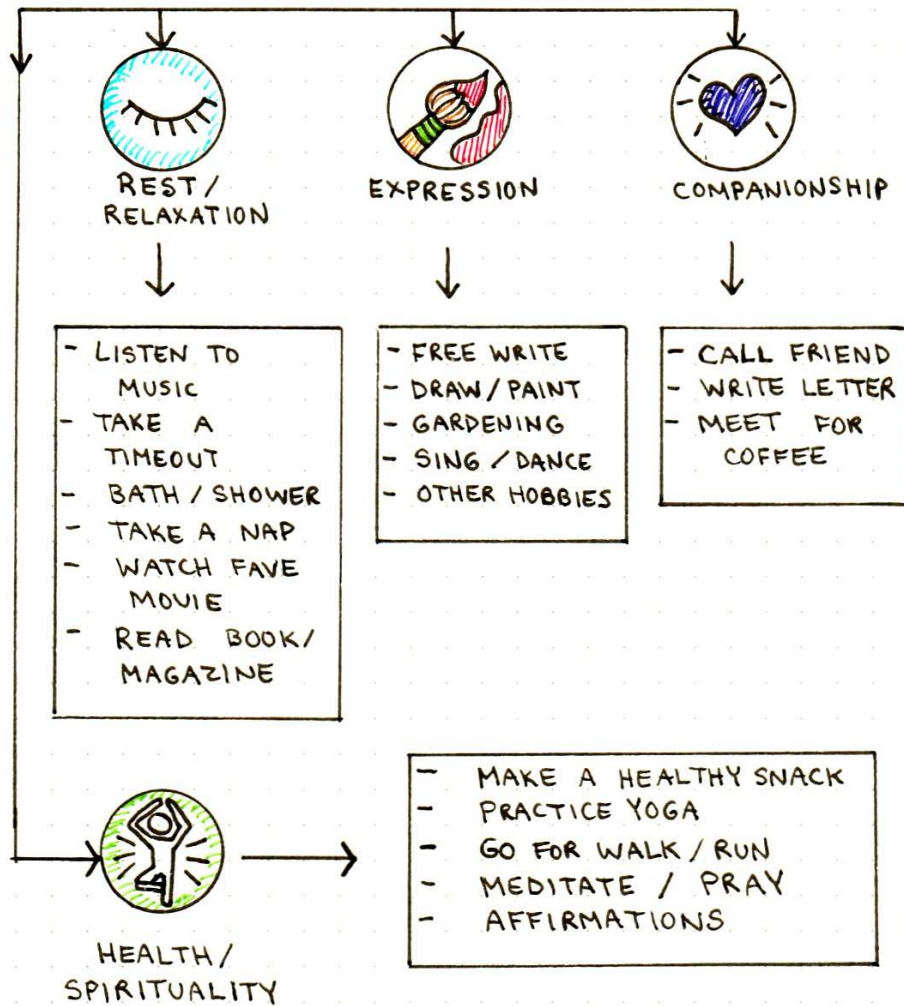 REST/
RELAXATION
EXPRESSION
COMPANIONSHIP
- LISTEN TO
MUSIC
- TAKE A
TIMEOUT
- BATH / SHOWER
- TAKE A NAP
- WATCH FAVE
MOVIE
- READ BOOK/
MAGAZINE
- FREE WRITE
- DRAW/PAINT
- GARDENING
- SING / DANCE
- OTHER HOBBIES
- CALL FRIEND
- WRITE LETTER
- MEET FOR
COFFEE
HEALTH/
SPIRITUALITY
- MAKE A HEALTHY SNACK
- PRACTICE YOGA
- GO FOR WALK / RUN
- MEDITATE / PRAY
- AFFIRMATIONS